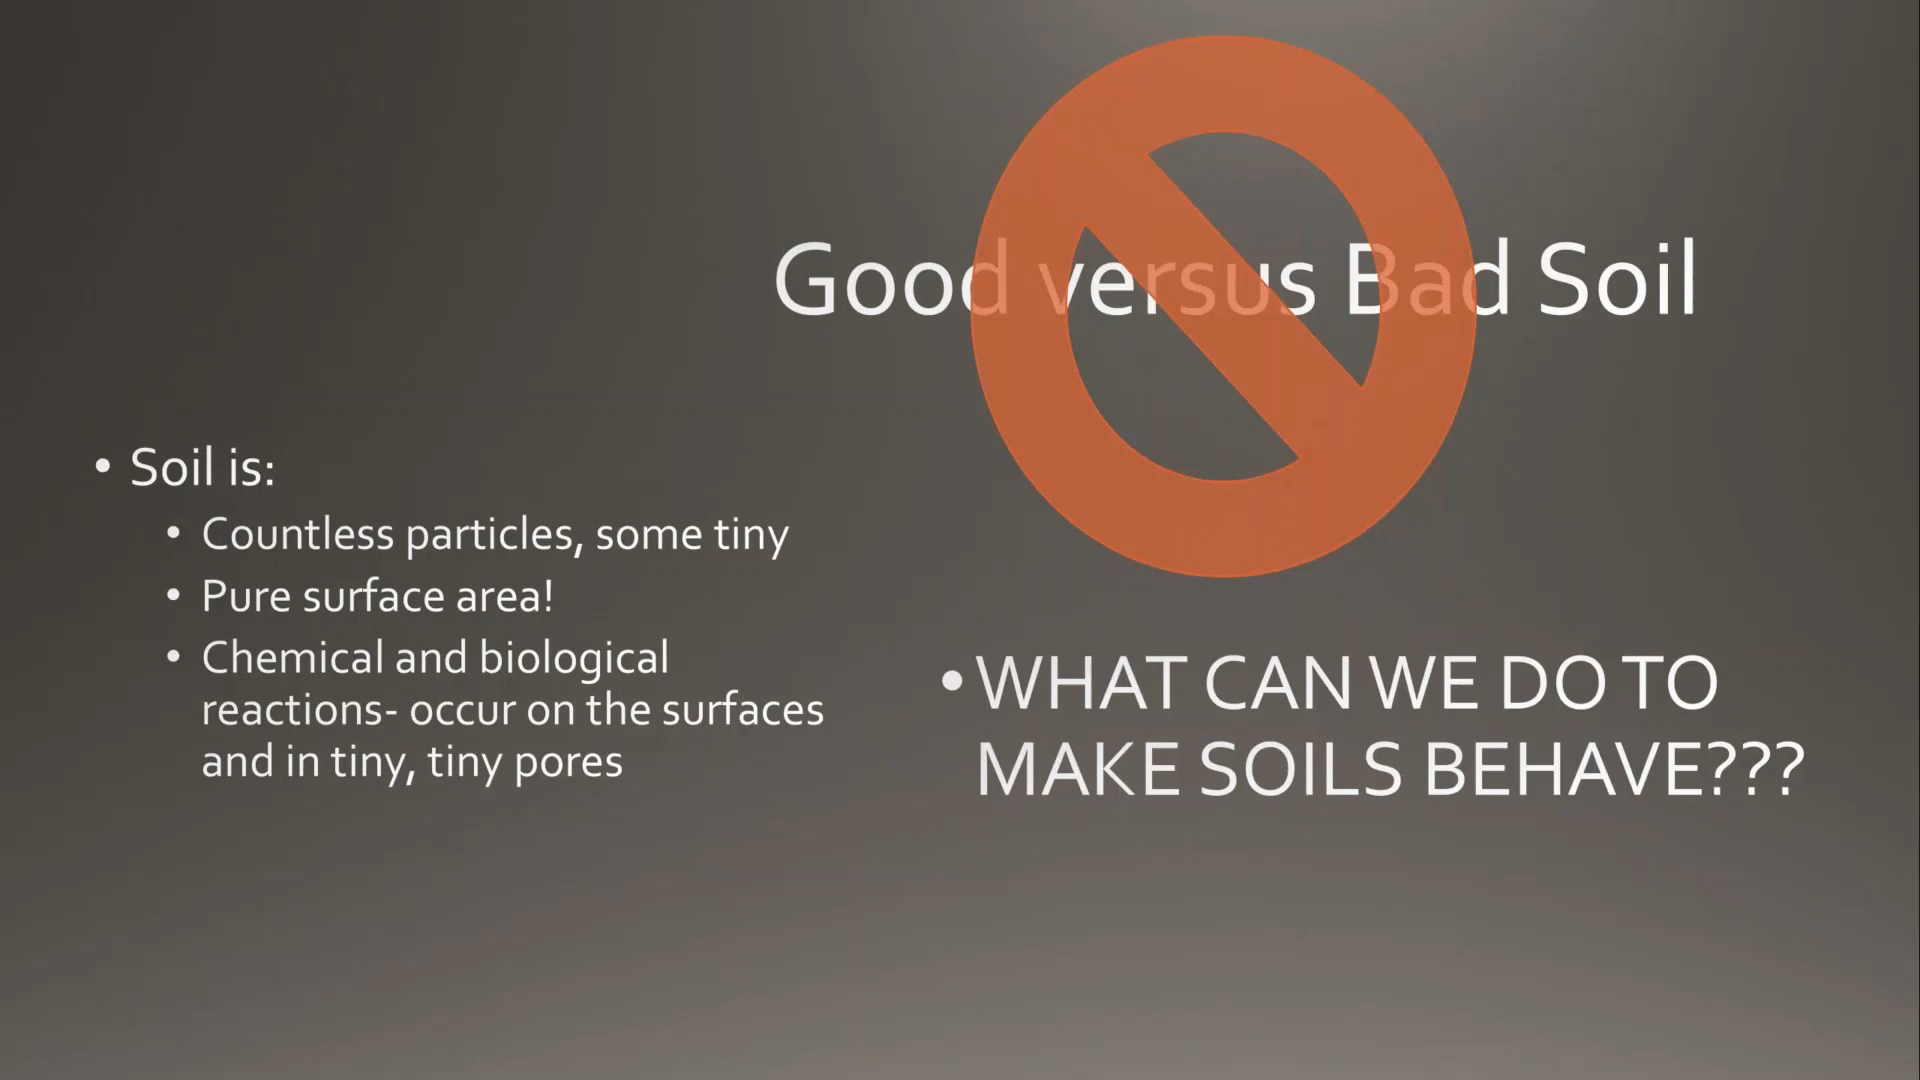 Good versus Bad Soil
• Soil is:
• Countless particles, some tiny
• Pure surface area!
• Chemical and biological
reactions- occur on the surfaces
and in tiny, tiny pores
• WHAT CAN WE DO TO
MAKE SOILS BEHAVE???